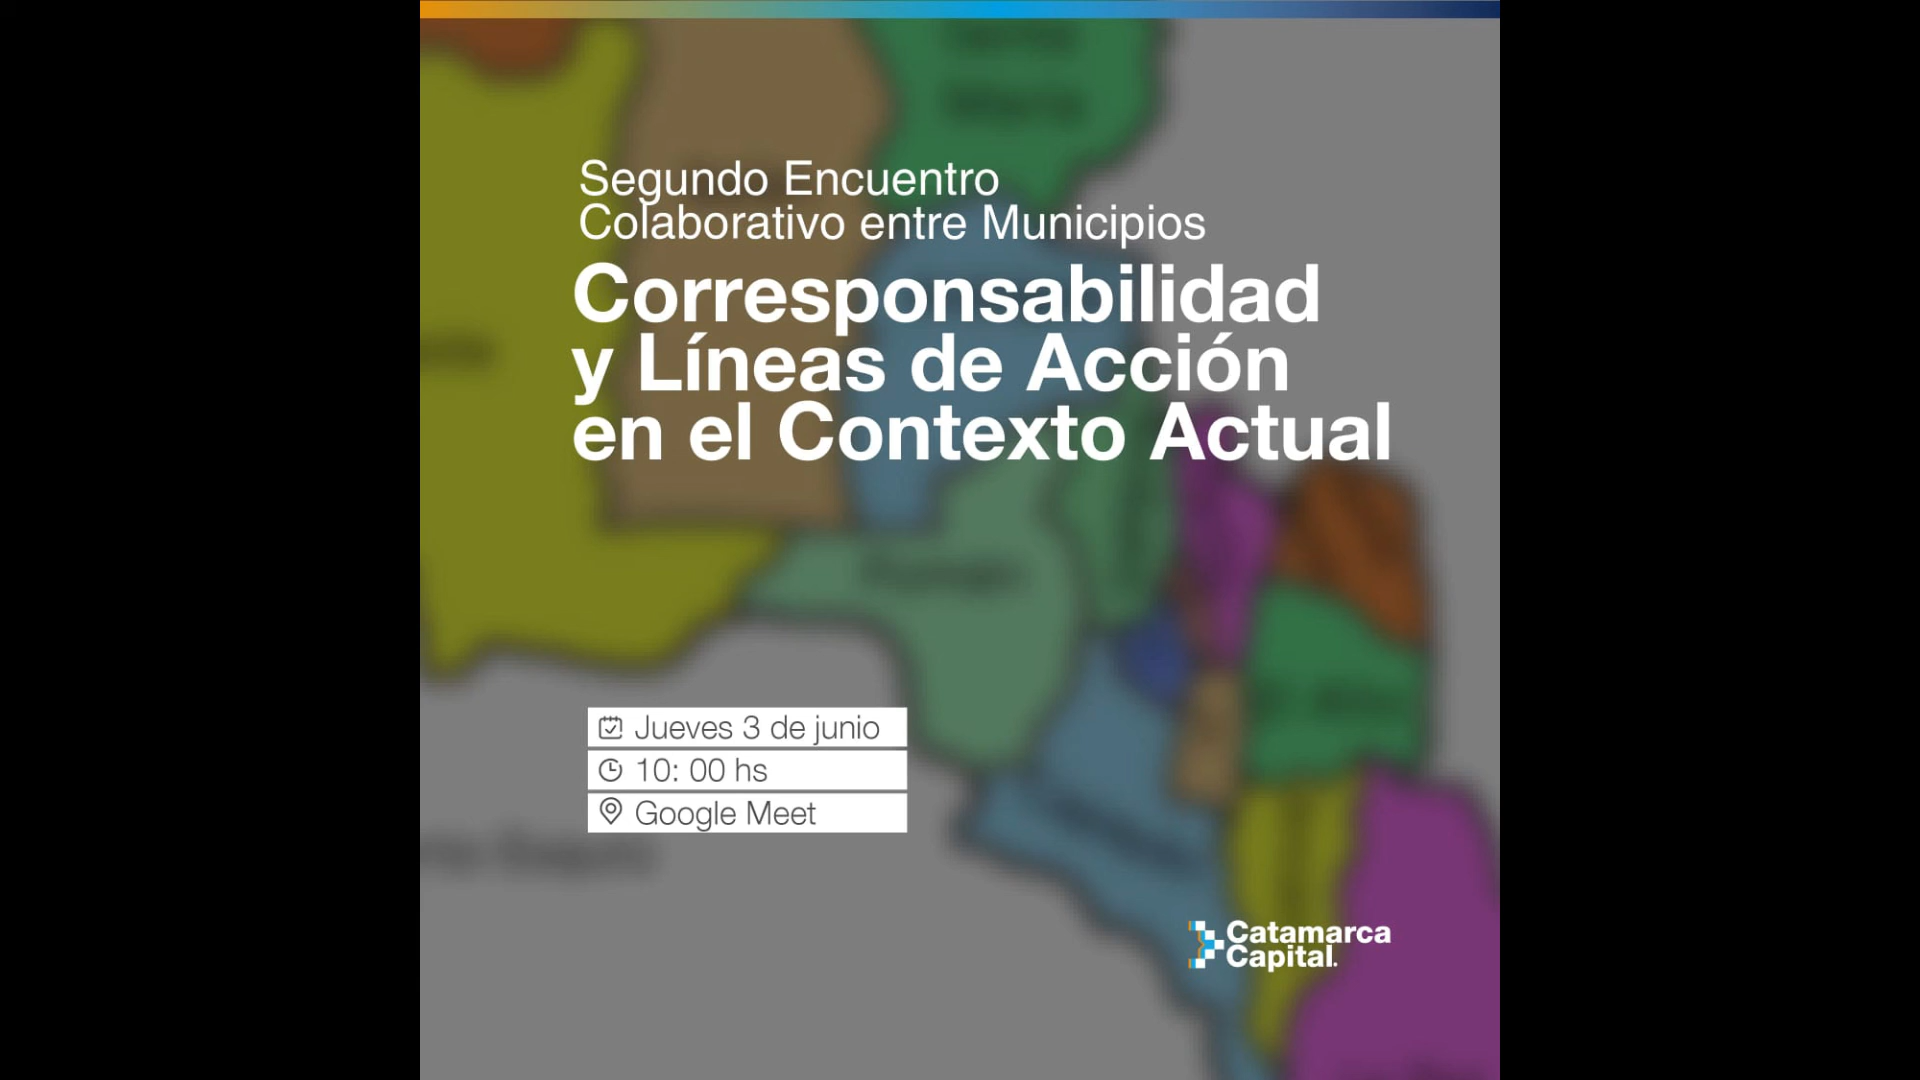 Segundo Encuentro
Colaborativo entre Municipios
Corresponsabilidad
y Líneas de Acción
en el Contexto Actual
Jueves 3 de junio
10: 00 hs
Google Meet
Catamarca
Capital.